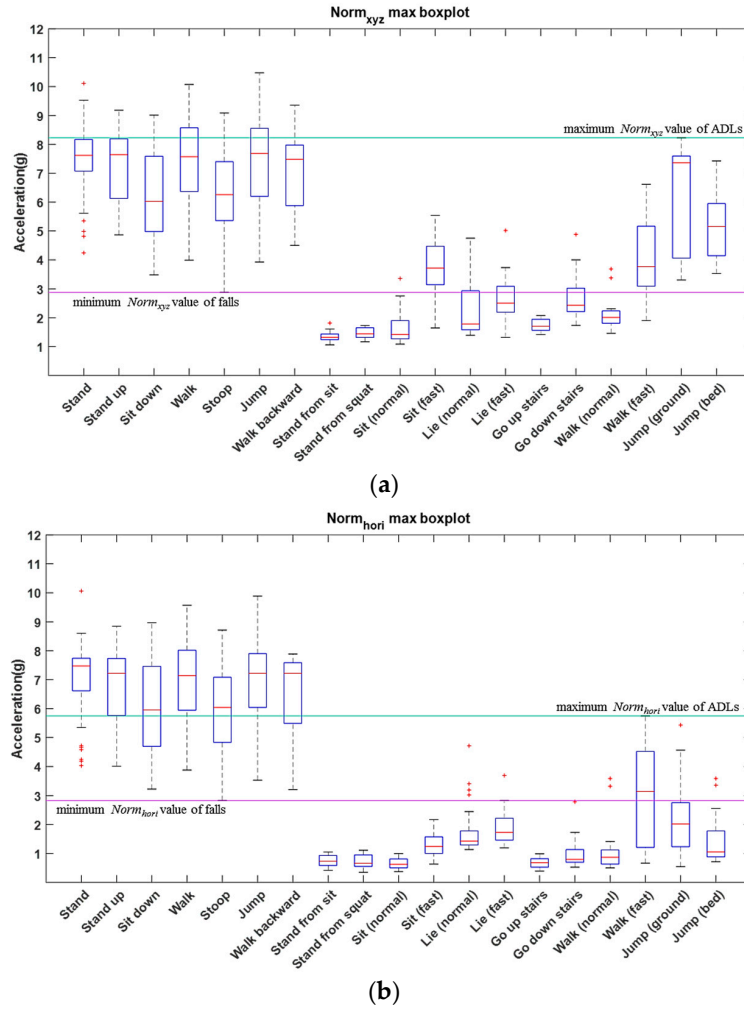 Norm_xyz max boxplot
12
11
10
9
8
7
6
5
4
3
2
1
Acceleration(g)
maximum Norm_xyz value of ADLs
minimum Norm_xyz value of falls
Stand
Stand up
Sit down
Walk
Stoop
Jump
Walk backward
Stand from sit
Stand from squat
Sit (normal)
Sit (fast)
Lie (normal)
Lie (fast)
Go up stairs
Go down stairs
Walk (normal)
Walk (fast)
Jump (ground)
Jump (bed)
(a)
Norm_hori max boxplot
12
11
10
9
8
7
6
5
4
3
2
1
Acceleration(g)
maximum Norm_hori value of ADLs
minimum Norm_hori value of falls
Stand
Stand up
Sit down
Walk
Stoop
Jump
Walk backward
Stand from sit
Stand from squat
Sit (normal)
Sit (fast)
Lie (normal)
Lie (fast)
Go up stairs
Go down stairs
Walk (normal)
Walk (fast)
Jump (ground)
Jump (bed)
(b)